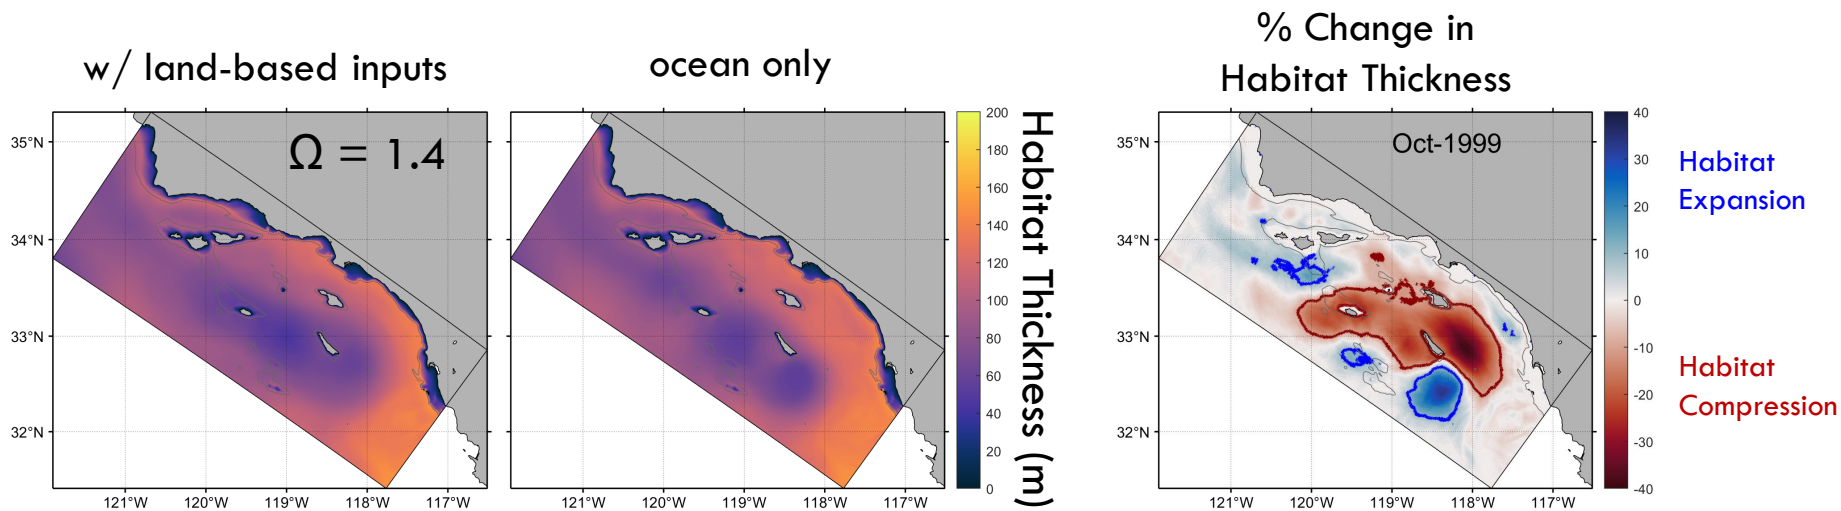 w/ land-based inputs
ocean only
% Change in
Habitat Thickness
Ω = 1.4
35°N
34°N
33°N
32°N
121°W
120°W
119°W
118°W
117°W
121°W
120°W
119°W
118°W
117°W
200
180
160
140
120
100
80
60
40
20
0
Habitat Thickness (m)
Oct-1999
35°N
34°N
33°N
32°N
121°W
120°W
119°W
118°W
117°W
40
30
20
10
0
-10
-20
-30
-40
Habitat
Expansion
Habitat
Compression